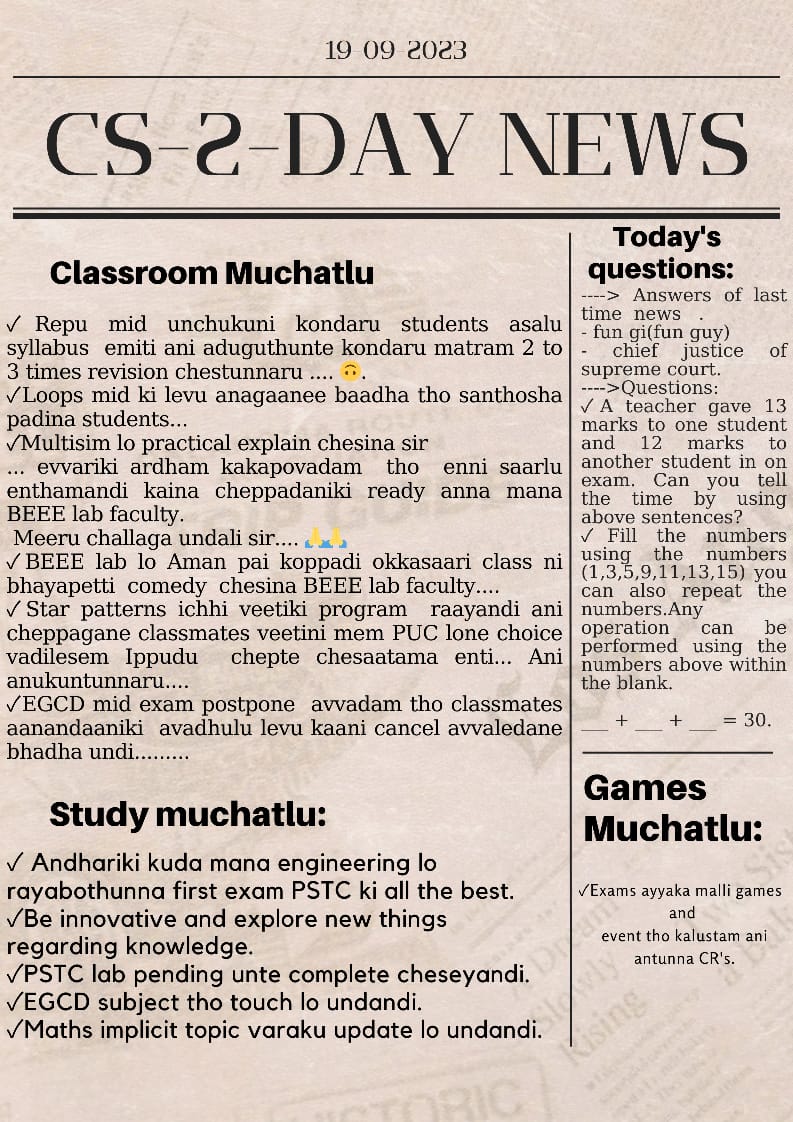 19-09-2023
CS-2-DAY NEWS
Classroom Muchatlu
✓ Repu mid unchukuni kondaru students asalu
syllabus emiti ani aduguthunte kondaru matram 2 to
3 times revision chestunnaru .... 🙃.
✓Loops mid ki levu anagaanee baadha tho santhosha
padina students...
✓Multisim lo practical explain chesina sir
... evvariki ardham kakapovadam tho enni saarlu
enthamandi kaina cheppadaniki ready anna mana
BEEE lab faculty.
Meeru challaga undali sir.... 🙏🙏
✓BEEE lab lo Aman pai koppadi okkasaari class ni
bhayapetti comedy chesina BEEE lab faculty....
✓Star patterns ichhi veetiki program raayandi ani
cheppagane classmates veetini mem PUC lone choice
vadilesem Ippudu chepte chesaatama enti... Ani
anukuntunnaru....
✓EGCD mid exam postpone avvadam tho classmates
aanandaaniki avadhulu levu kaani cancel avvaledane
bhadha undi.........
Study muchatlu:
✓ Andhariki kuda mana engineering lo
rayabothunna first exam PSTC ki all the best.
✓Be innovative and explore new things
regarding knowledge.
✓PSTC lab pending unte complete cheseyandi.
✓EGCD subject tho touch lo undandi.
✓Maths implicit topic varaku update lo undandi.
Today's
questions:
----> Answers of last
time news .
- fun gi(fun guy)
- chief justice of
supreme court.
---->Questions:
✓A teacher gave 13
marks to one student
and 12 marks to
another student in on
exam. Can you tell
the time by using
above sentences?
✓ Fill the numbers
using the numbers
(1,3,5,9,11,13,15) you
can also repeat the
numbers.Any
operation can be
performed using the
numbers above within
the blank.
___ + ___ + ___ = 30.
Games
Muchatlu:
✓Exams ayyaka malli games
and
event tho kalustam ani
antunna CR's.